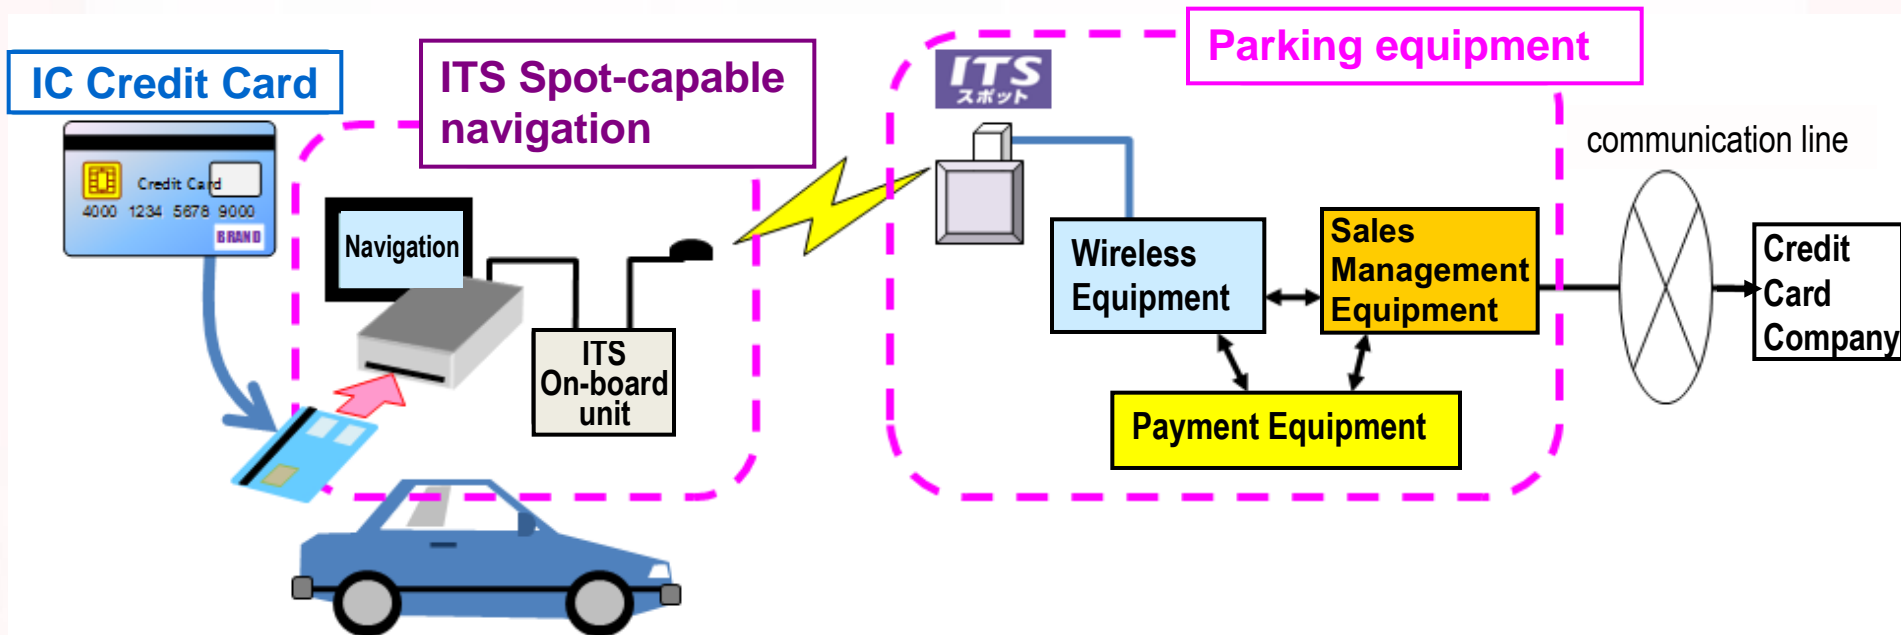 IC Credit Card
Credit Card
4000 1234 5678 9000
BRAND
ITS Spot-capable
navigation
Navigation
ITS
On-board
unit
Parking equipment
ITS
スポット
Wireless
Equipment
Sales
Management
Equipment
Payment Equipment
communication line
Credit
Card
Company